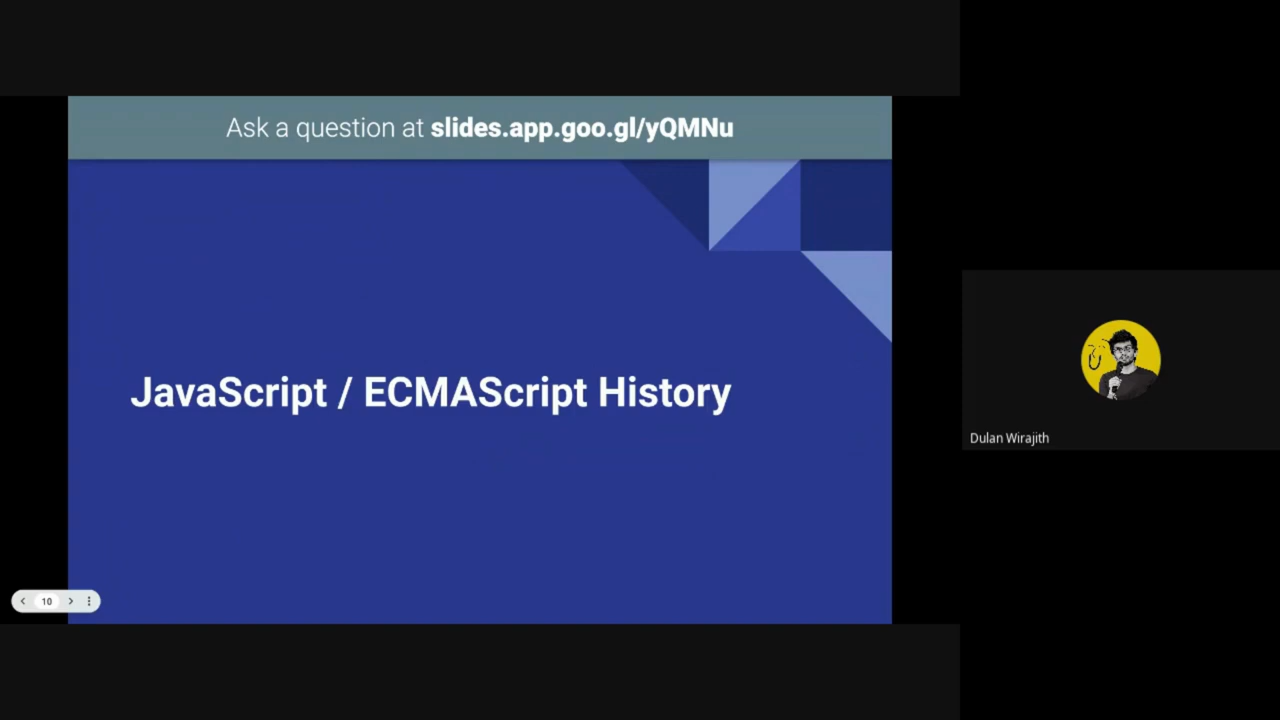 Ask a question at slides.app.goo.gl/yQMNu
JavaScript / ECMAScript History
Dulan Wirajith
10